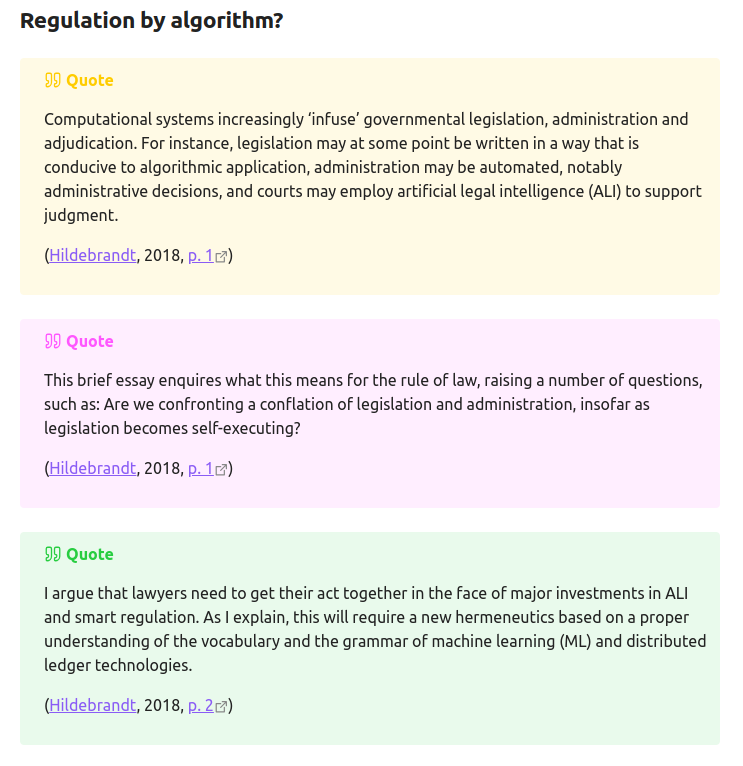 Regulation by algorithm?
Quote
Computational systems increasingly ‘infuse’ governmental legislation, administration and
adjudication. For instance, legislation may at some point be written in a way that is
conducive to algorithmic application, administration may be automated, notably
administrative decisions, and courts may employ artificial legal intelligence (ALI) to support
judgment.
(Hildebrandt, 2018, p. 1)
Quote
This brief essay enquires what this means for the rule of law, raising a number of questions,
such as: Are we confronting a conflation of legislation and administration, insofar as
legislation becomes self-executing?
(Hildebrandt, 2018, p. 1)
Quote
I argue that lawyers need to get their act together in the face of major investments in ALI
and smart regulation. As I explain, this will require a new hermeneutics based on a proper
understanding of the vocabulary and the grammar of machine learning (ML) and distributed
ledger technologies.
(Hildebrandt, 2018, p. 2)